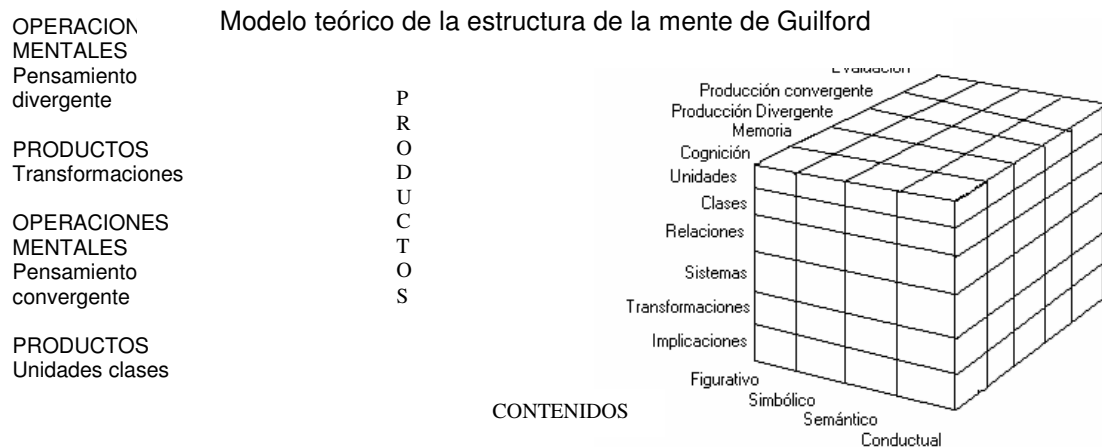 Modelo teórico de la estructura de la mente de Guilford
OPERACION
MENTALES
Pensamiento
divergente
PRODUCTOS
Transformaciones
OPERACIONES
MENTALES
Pensamiento
convergente
PRODUCTOS
Unidades clases
P
R
O
D
U
C
T
O
S
Evaluación
Producción convergente
Producción Divergente
Memoria
Cognición
Unidades
Clases
Relaciones
Sistemas
Transformaciones
Implicaciones
Figurativo
Simbólico
Semántico
Conductual
CONTENIDOS